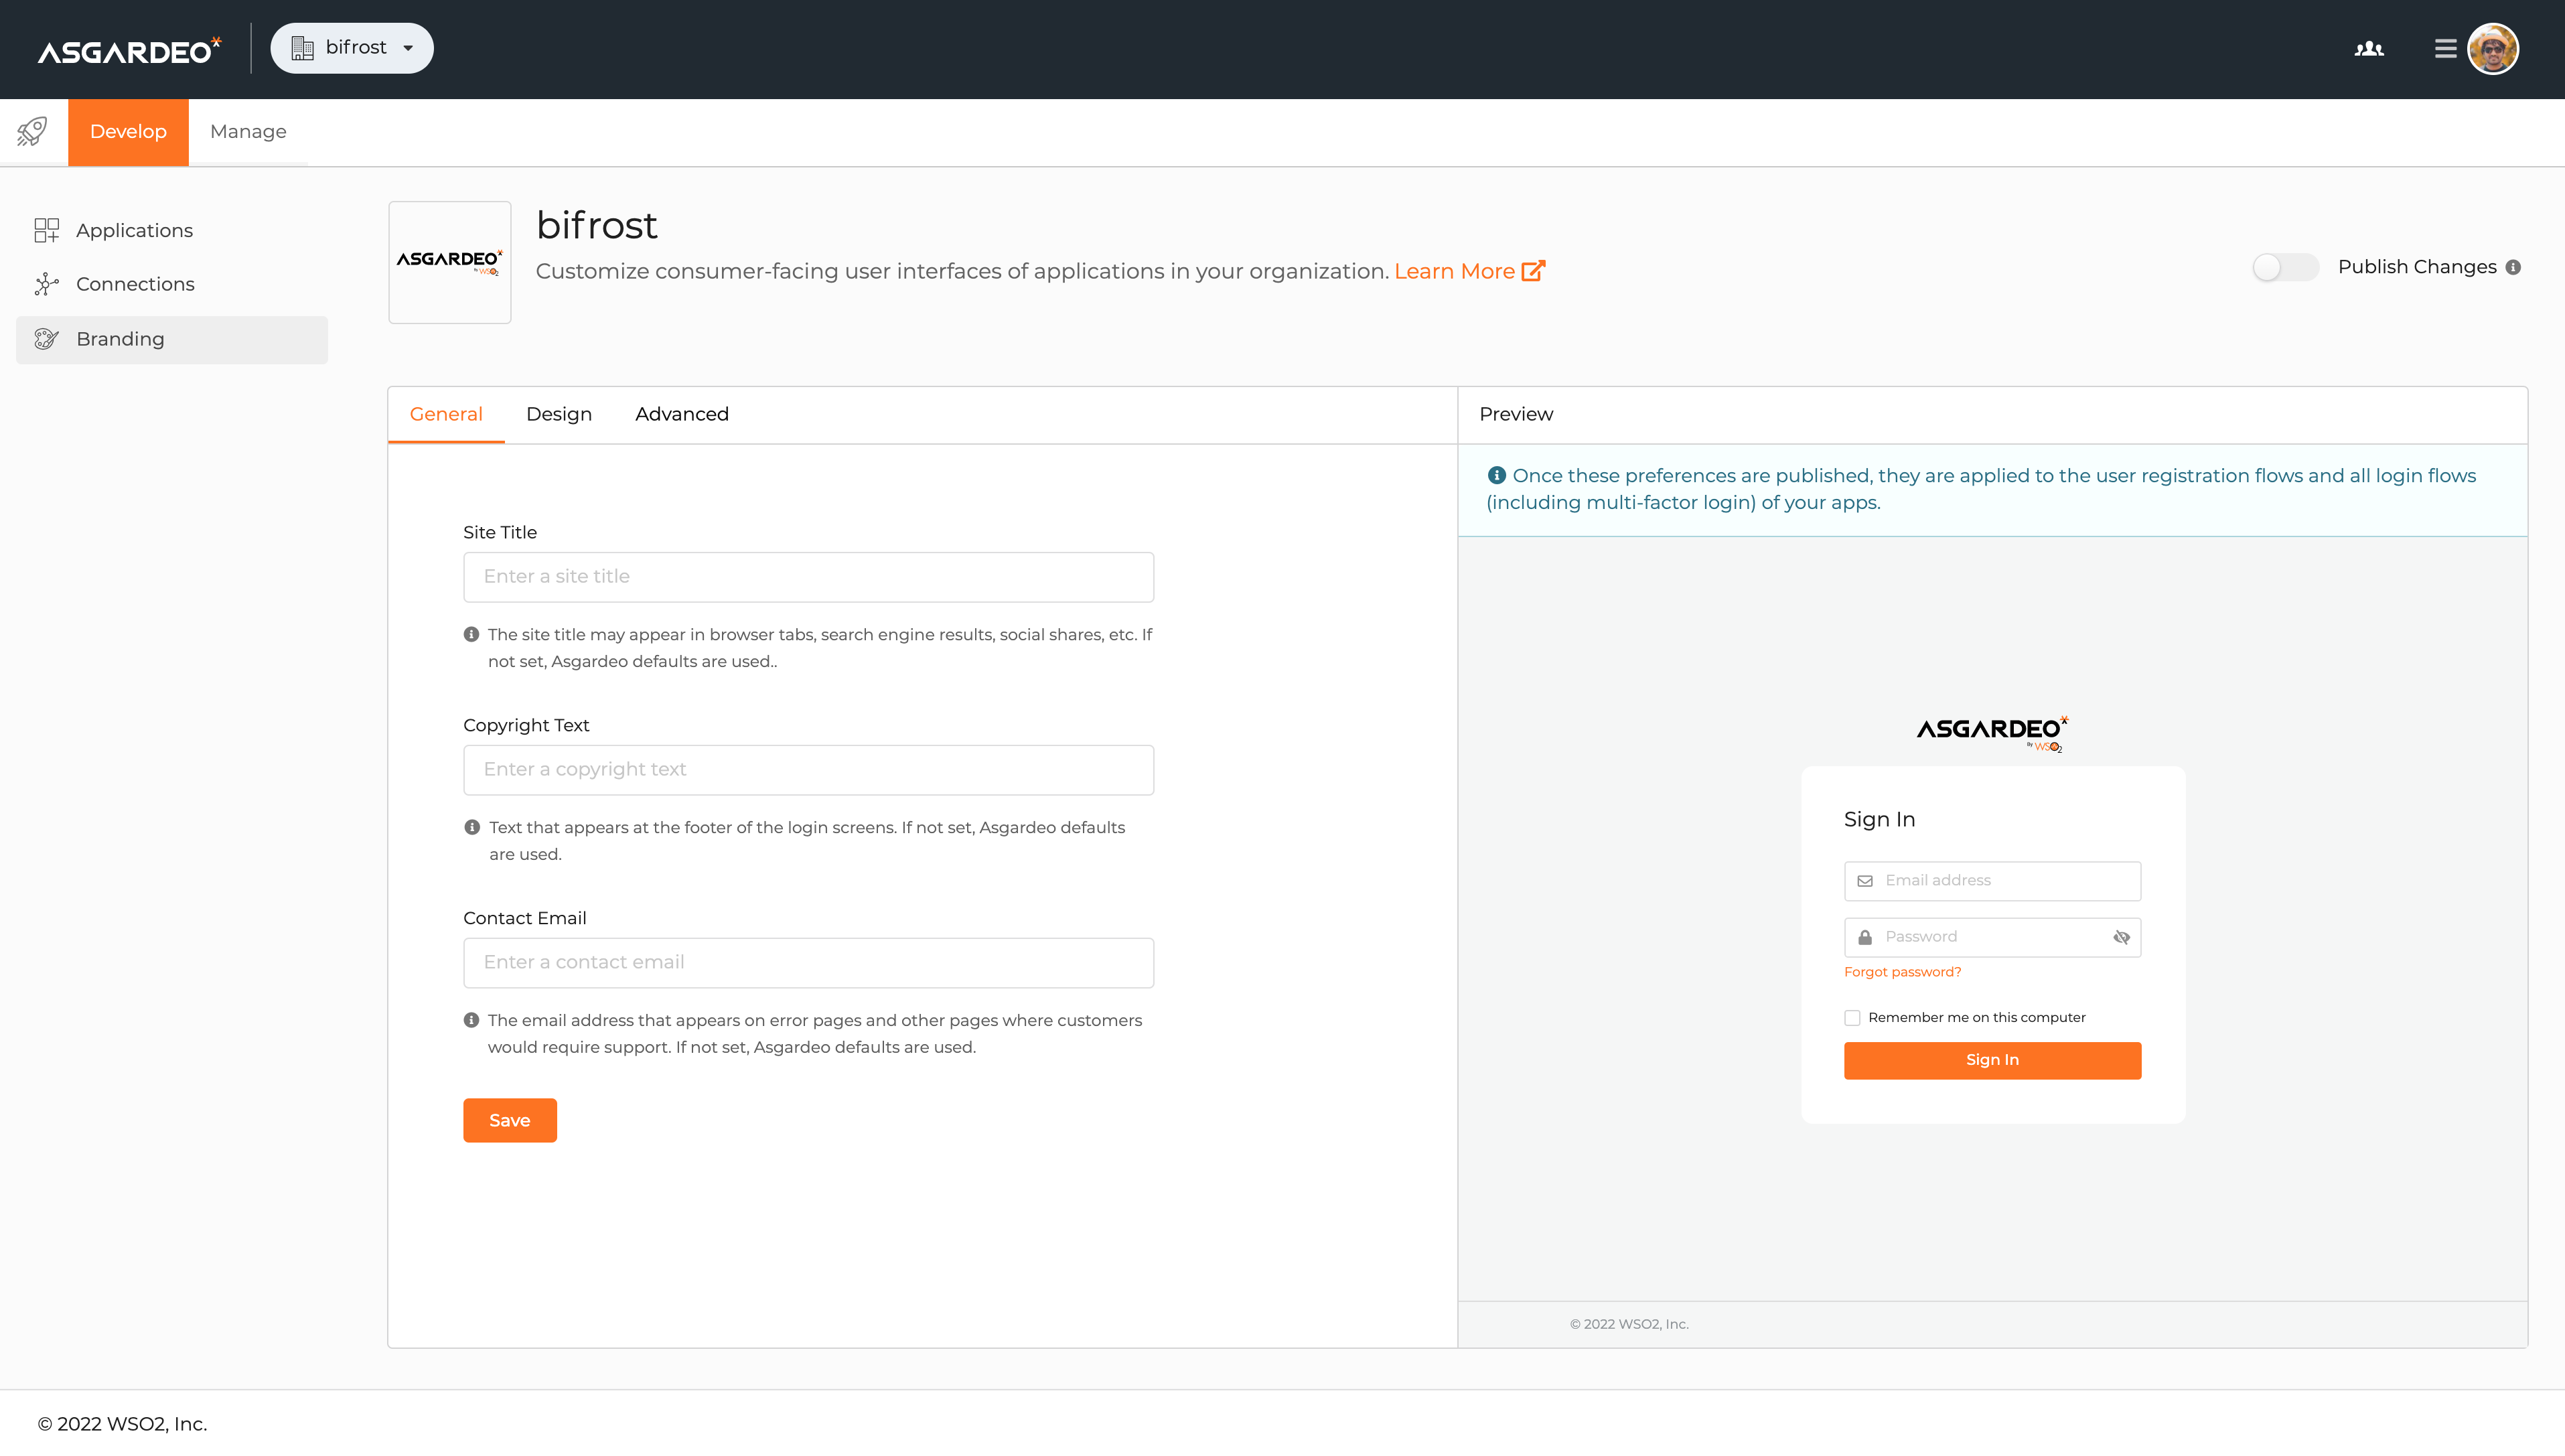 ASGARDEO
bifrost
Develop
Manage
Applications
Connections
Branding
ASGARDEO
By WSO2
bifrost
Customize consumer-facing user interfaces of applications in your organization. Learn More
Publish Changes
General
Design
Advanced
Site Title
Enter a site title
The site title may appear in browser tabs, search engine results, social shares, etc. If
not set, Asgardeo defaults are used..
Copyright Text
Enter a copyright text
Text that appears at the footer of the login screens. If not set, Asgardeo defaults
are used.
Contact Email
Enter a contact email
The email address that appears on error pages and other pages where customers
would require support. If not set, Asgardeo defaults are used.
Save
Preview
Once these preferences are published, they are applied to the user registration flows and all login flows
(including multi-factor login) of your apps.
ASGARDEO
By WSO2
Sign In
Email address
Password
Forgot password?
Remember me on this computer
Sign In
© 2022 WSO2, Inc.
© 2022 WSO2, Inc.